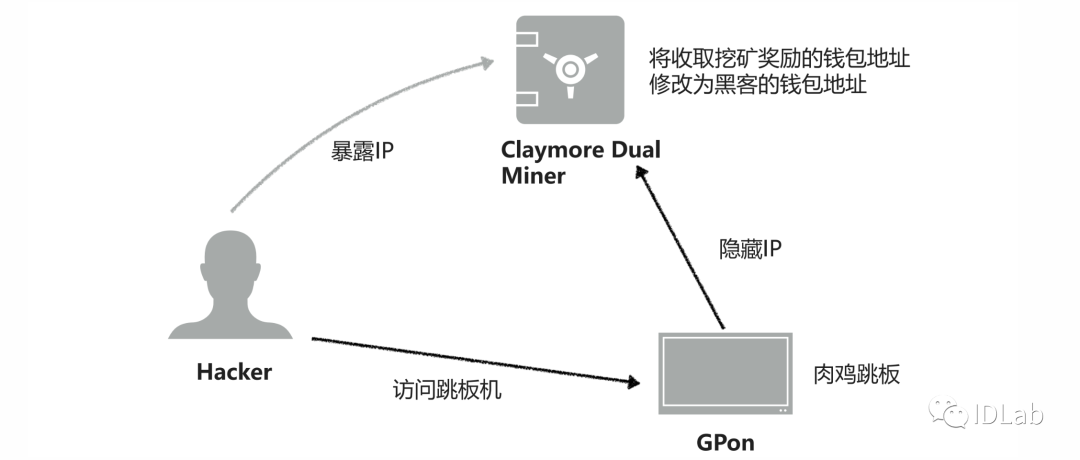 将收取挖矿奖励的钱包地址
修改为黑客的钱包地址
暴露IP
Claymore Dual
Miner
隐藏IP
Hacker
访问跳板机
肉鸡跳板
GPon
IDLab